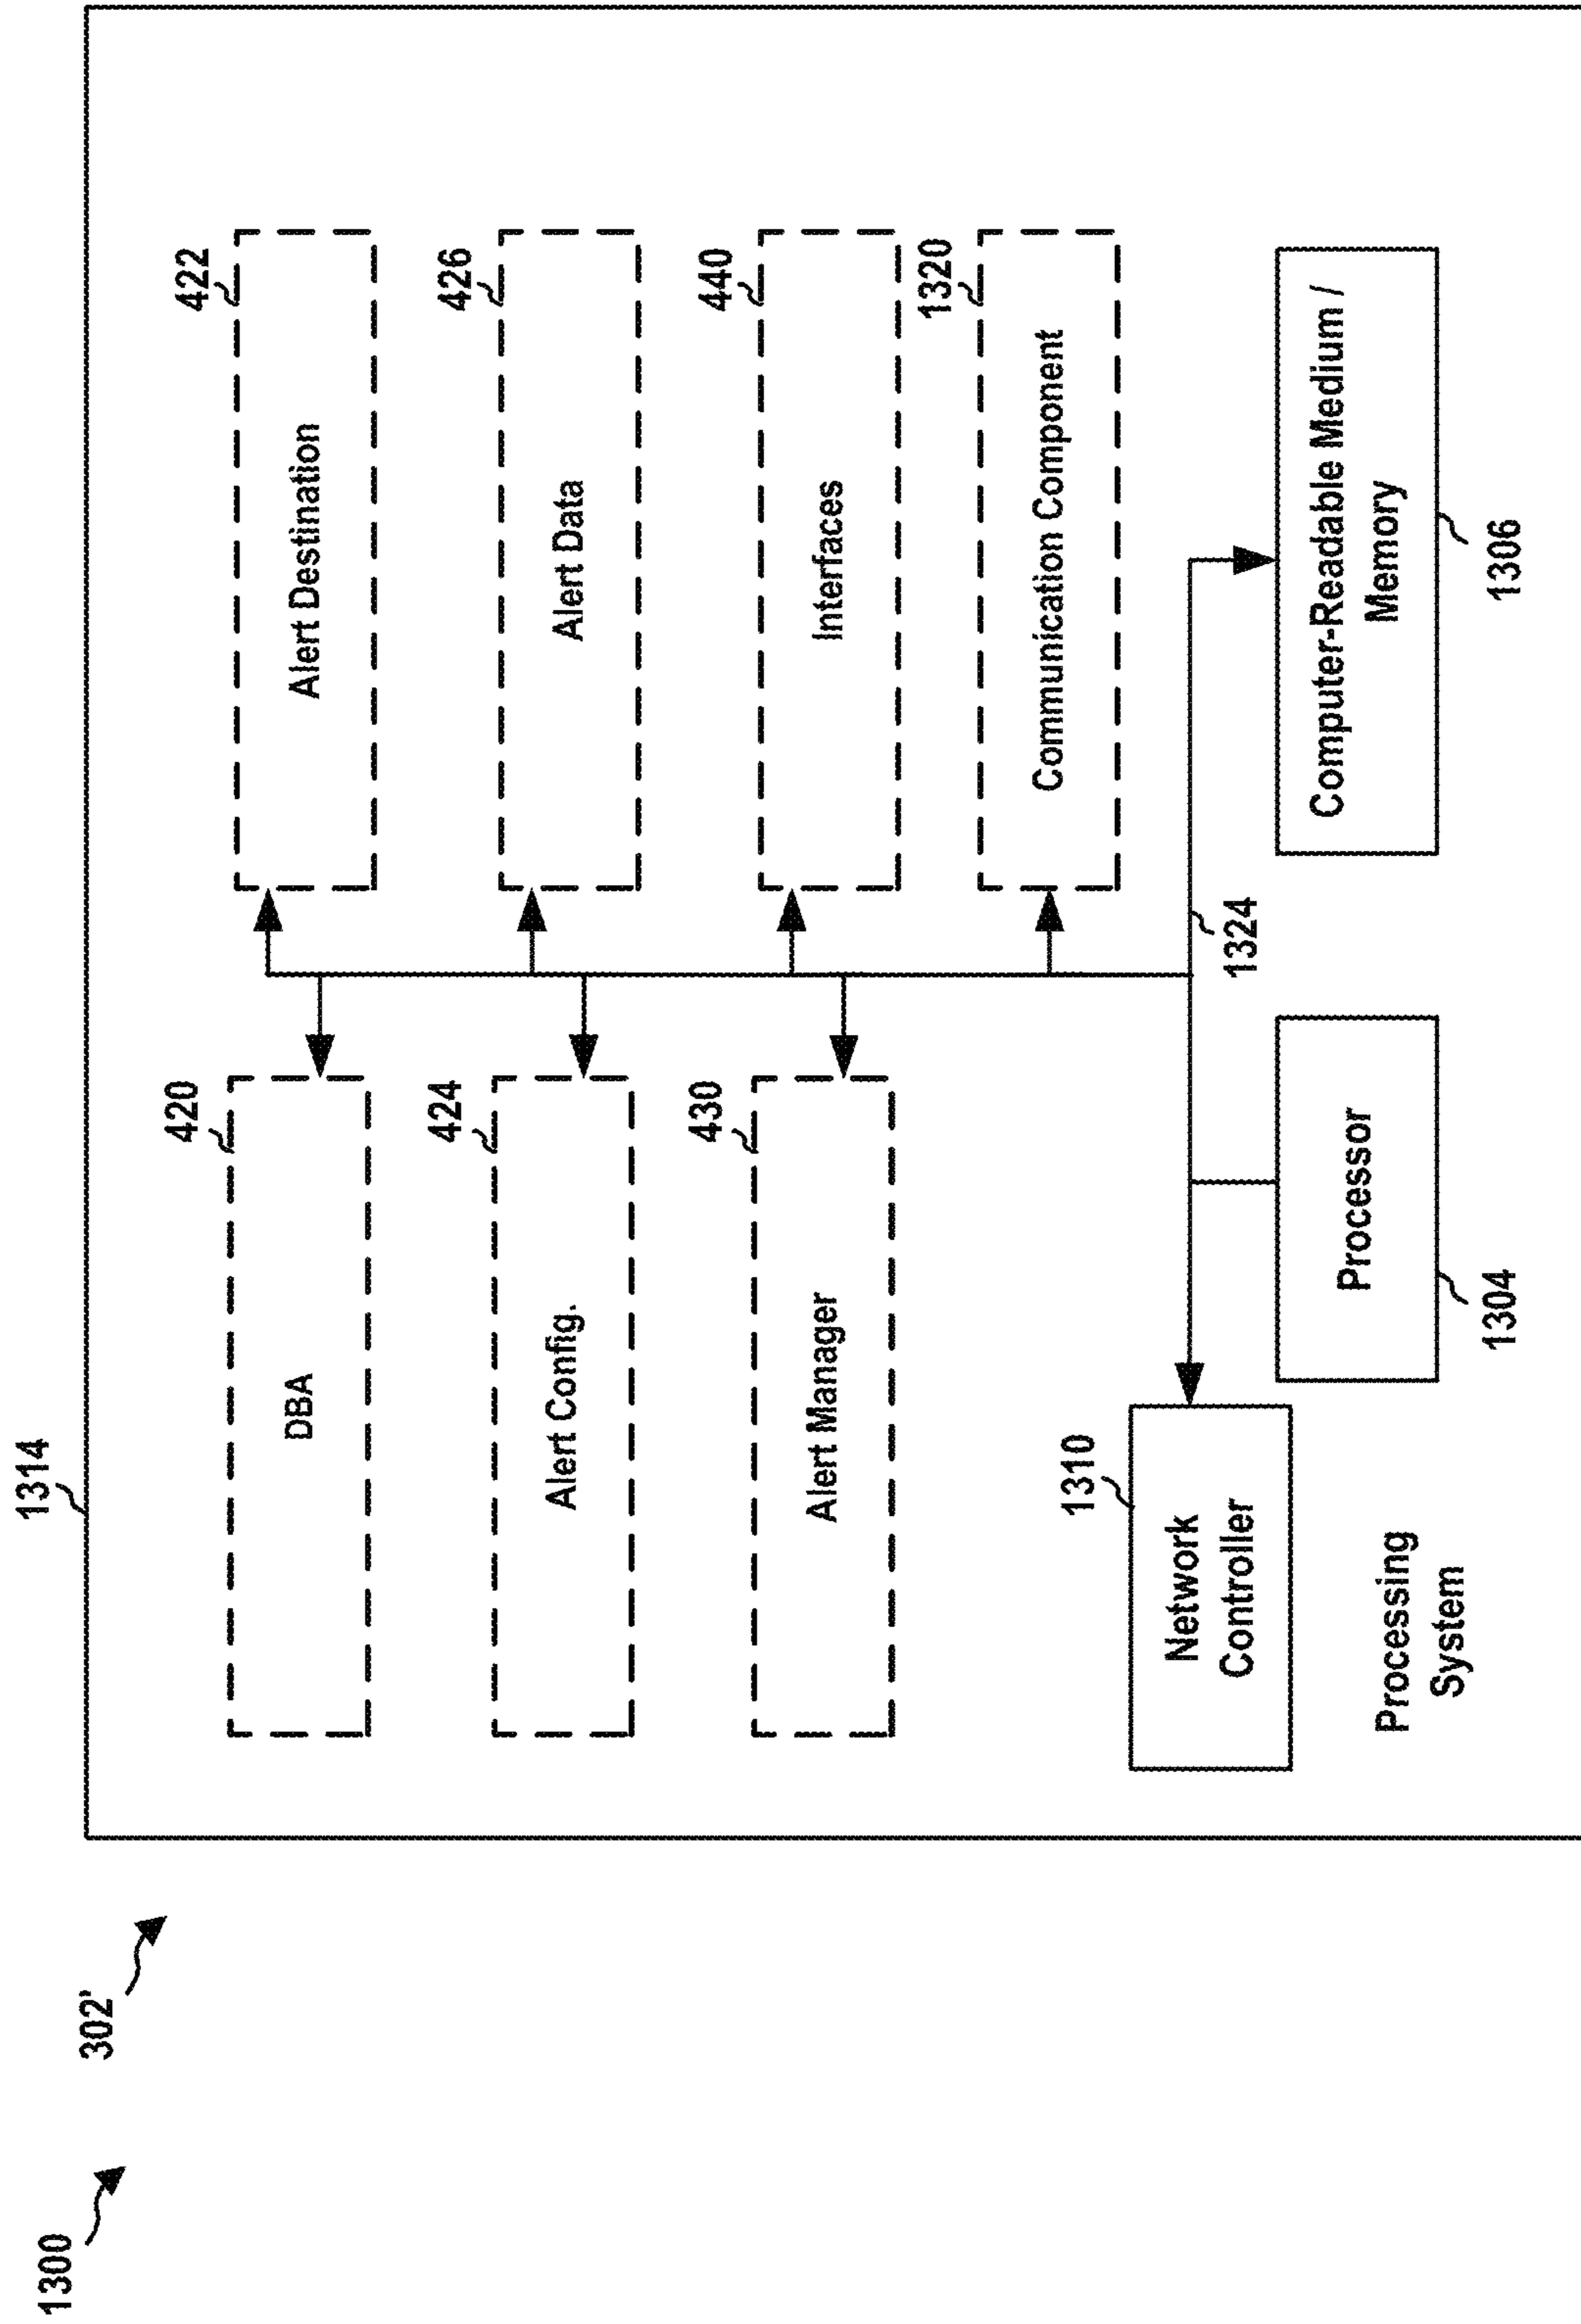 1300
302'
1314
420
DBA
422
Alert Destination
424
Alert Config.
426
Alert Data
430
Alert Manager
440
Interfaces
1320
Communication Component
1310
Network
Controller
1324
Processing
System
Processor
1304
Computer-Readable Medium /
Memory
1306